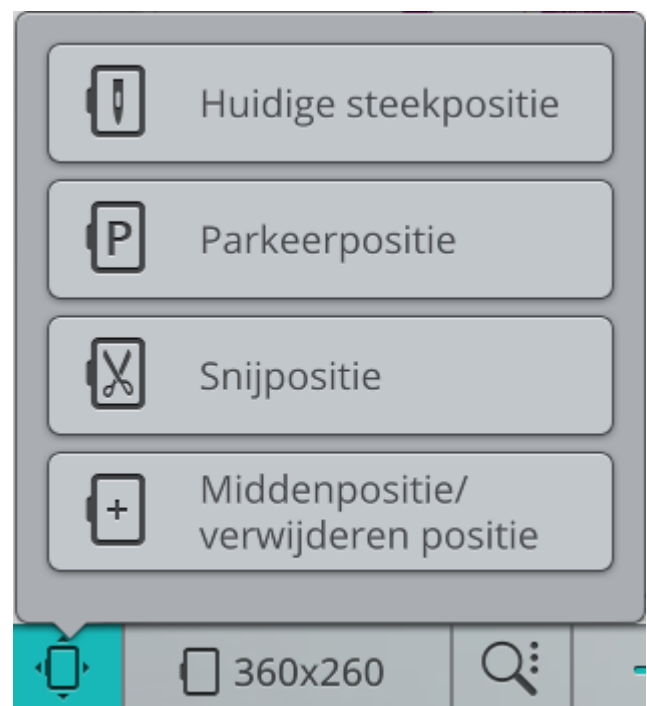 Huidige steekpositie
P Parkeerpositie
Snijpositie
Middenpositie/
verwijderen positie
360x260